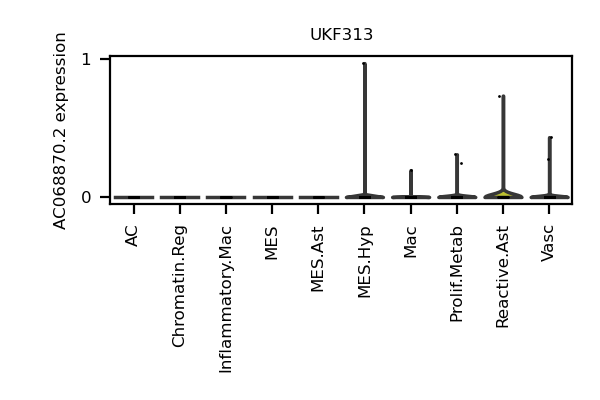 UKF313
AC068870.2 expression
1
0
AC
Chromatin.Reg
Inflammatory.Mac
MES
MES.Ast
MES.Hyp
Mac
Prolif.Metab
Reactive.Ast
Vasc